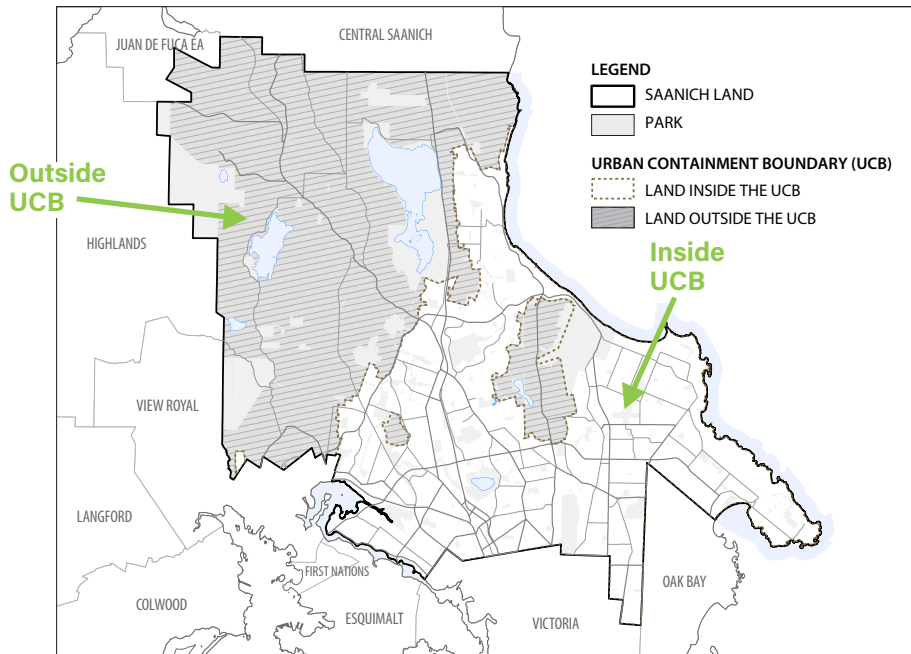 JUAN DE FUCA EA
CENTRAL SAANICH
LEGEND
SAANICH LAND
PARK
URBAN CONTAINMENT BOUNDARY (UCB)
LAND INSIDE THE UCB
LAND OUTSIDE THE UCB
Outside
UCB
HIGHLANDS
Inside
UCB
VIEW ROYAL
LANGFORD
FIRST NATIONS
COLWOOD
ESQUIMALT
VICTORIA
OAK BAY